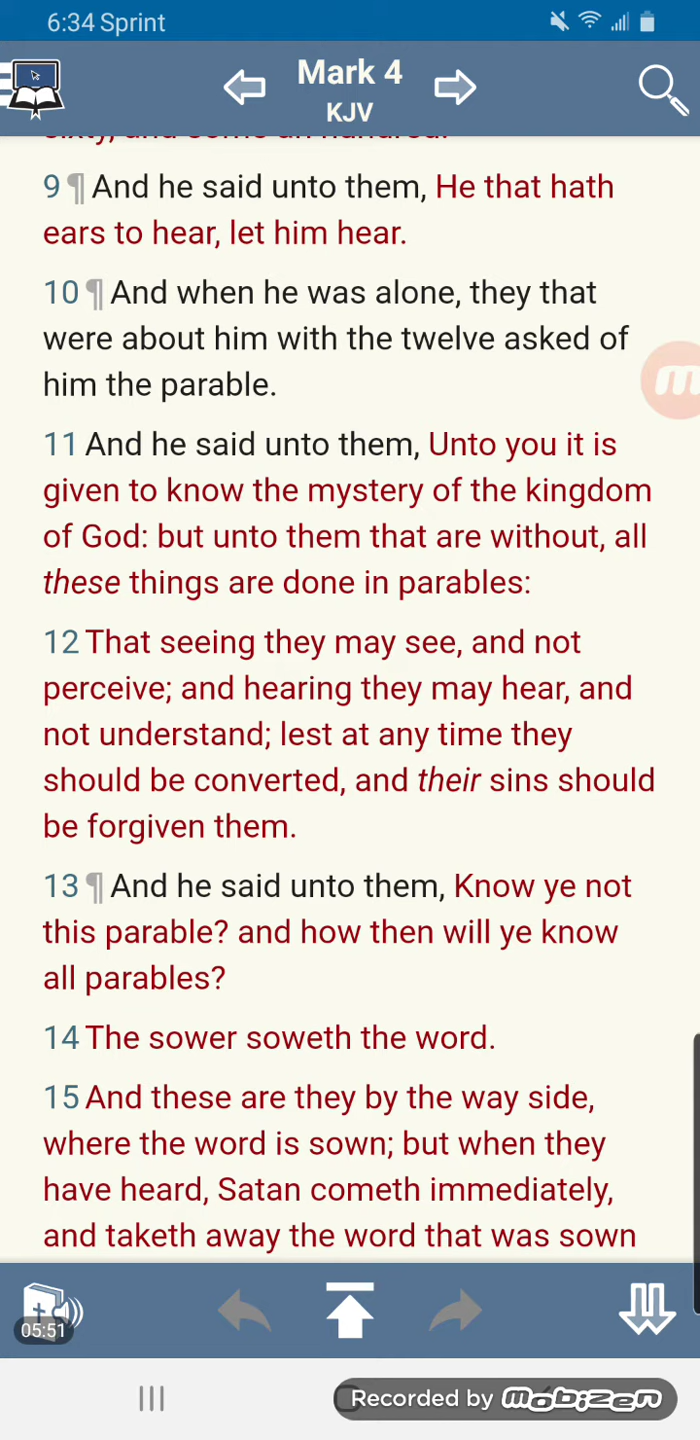 6:34 Sprint
Mark 4
KJV
sixty, and some an hundred.
9 ¶ And he said unto them, He that hath
ears to hear, let him hear.
10 ¶ And when he was alone, they that
were about him with the twelve asked of
him the parable.
11 And he said unto them, Unto you it is
given to know the mystery of the kingdom
of God: but unto them that are without, all
these things are done in parables:
12 That seeing they may see, and not
perceive; and hearing they may hear, and
not understand; lest at any time they
should be converted, and their sins should
be forgiven them.
13 ¶ And he said unto them, Know ye not
this parable? and how then will ye know
all parables?
14 The sower soweth the word.
15 And these are they by the way side,
where the word is sown; but when they
have heard, Satan cometh immediately,
and taketh away the word that was sown
05:51
Recorded by mobizen